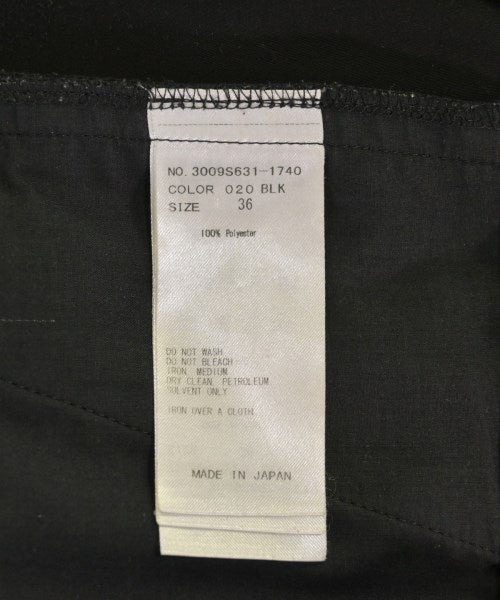 NO. 3009S631-1740
COLOR 020 BLK
SIZE 36
100% Polyester
DO NOT WASH
DO NOT BLEACH
IRON, MEDIUM
DRY CLEAN, PETROLEUM
SOLVENT ONLY
IRON OVER A CLOTH
MADE IN JAPAN